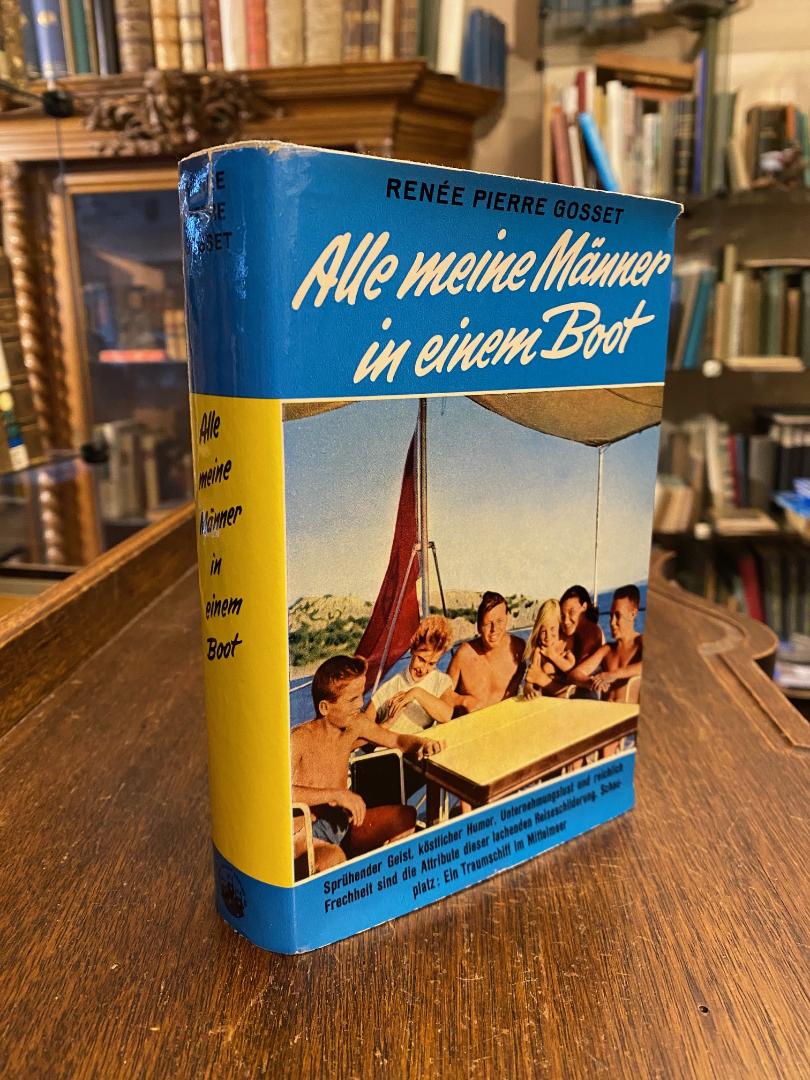 RENÉE PIERRE GOSSET
Alle meine Männer
in einem Boot
Sprühender Geist, köstlicher Humor, Unternehmungslust und reichlich
Frechheit sind die Attribute dieser lachenden Reiseschilderung. Schau-
platz: Ein Traumschiff im Mittelmeer
Alle
meine
Männer
in
einem
Boot